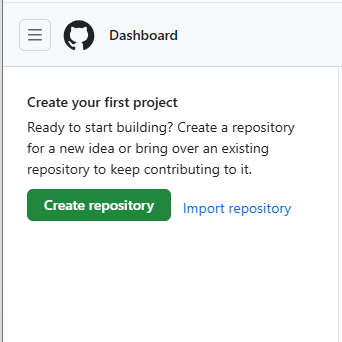 Dashboard
Create your first project
Ready to start building? Create a repository
for a new idea or bring over an existing
repository to keep contributing to it.
Create repository
Import repository